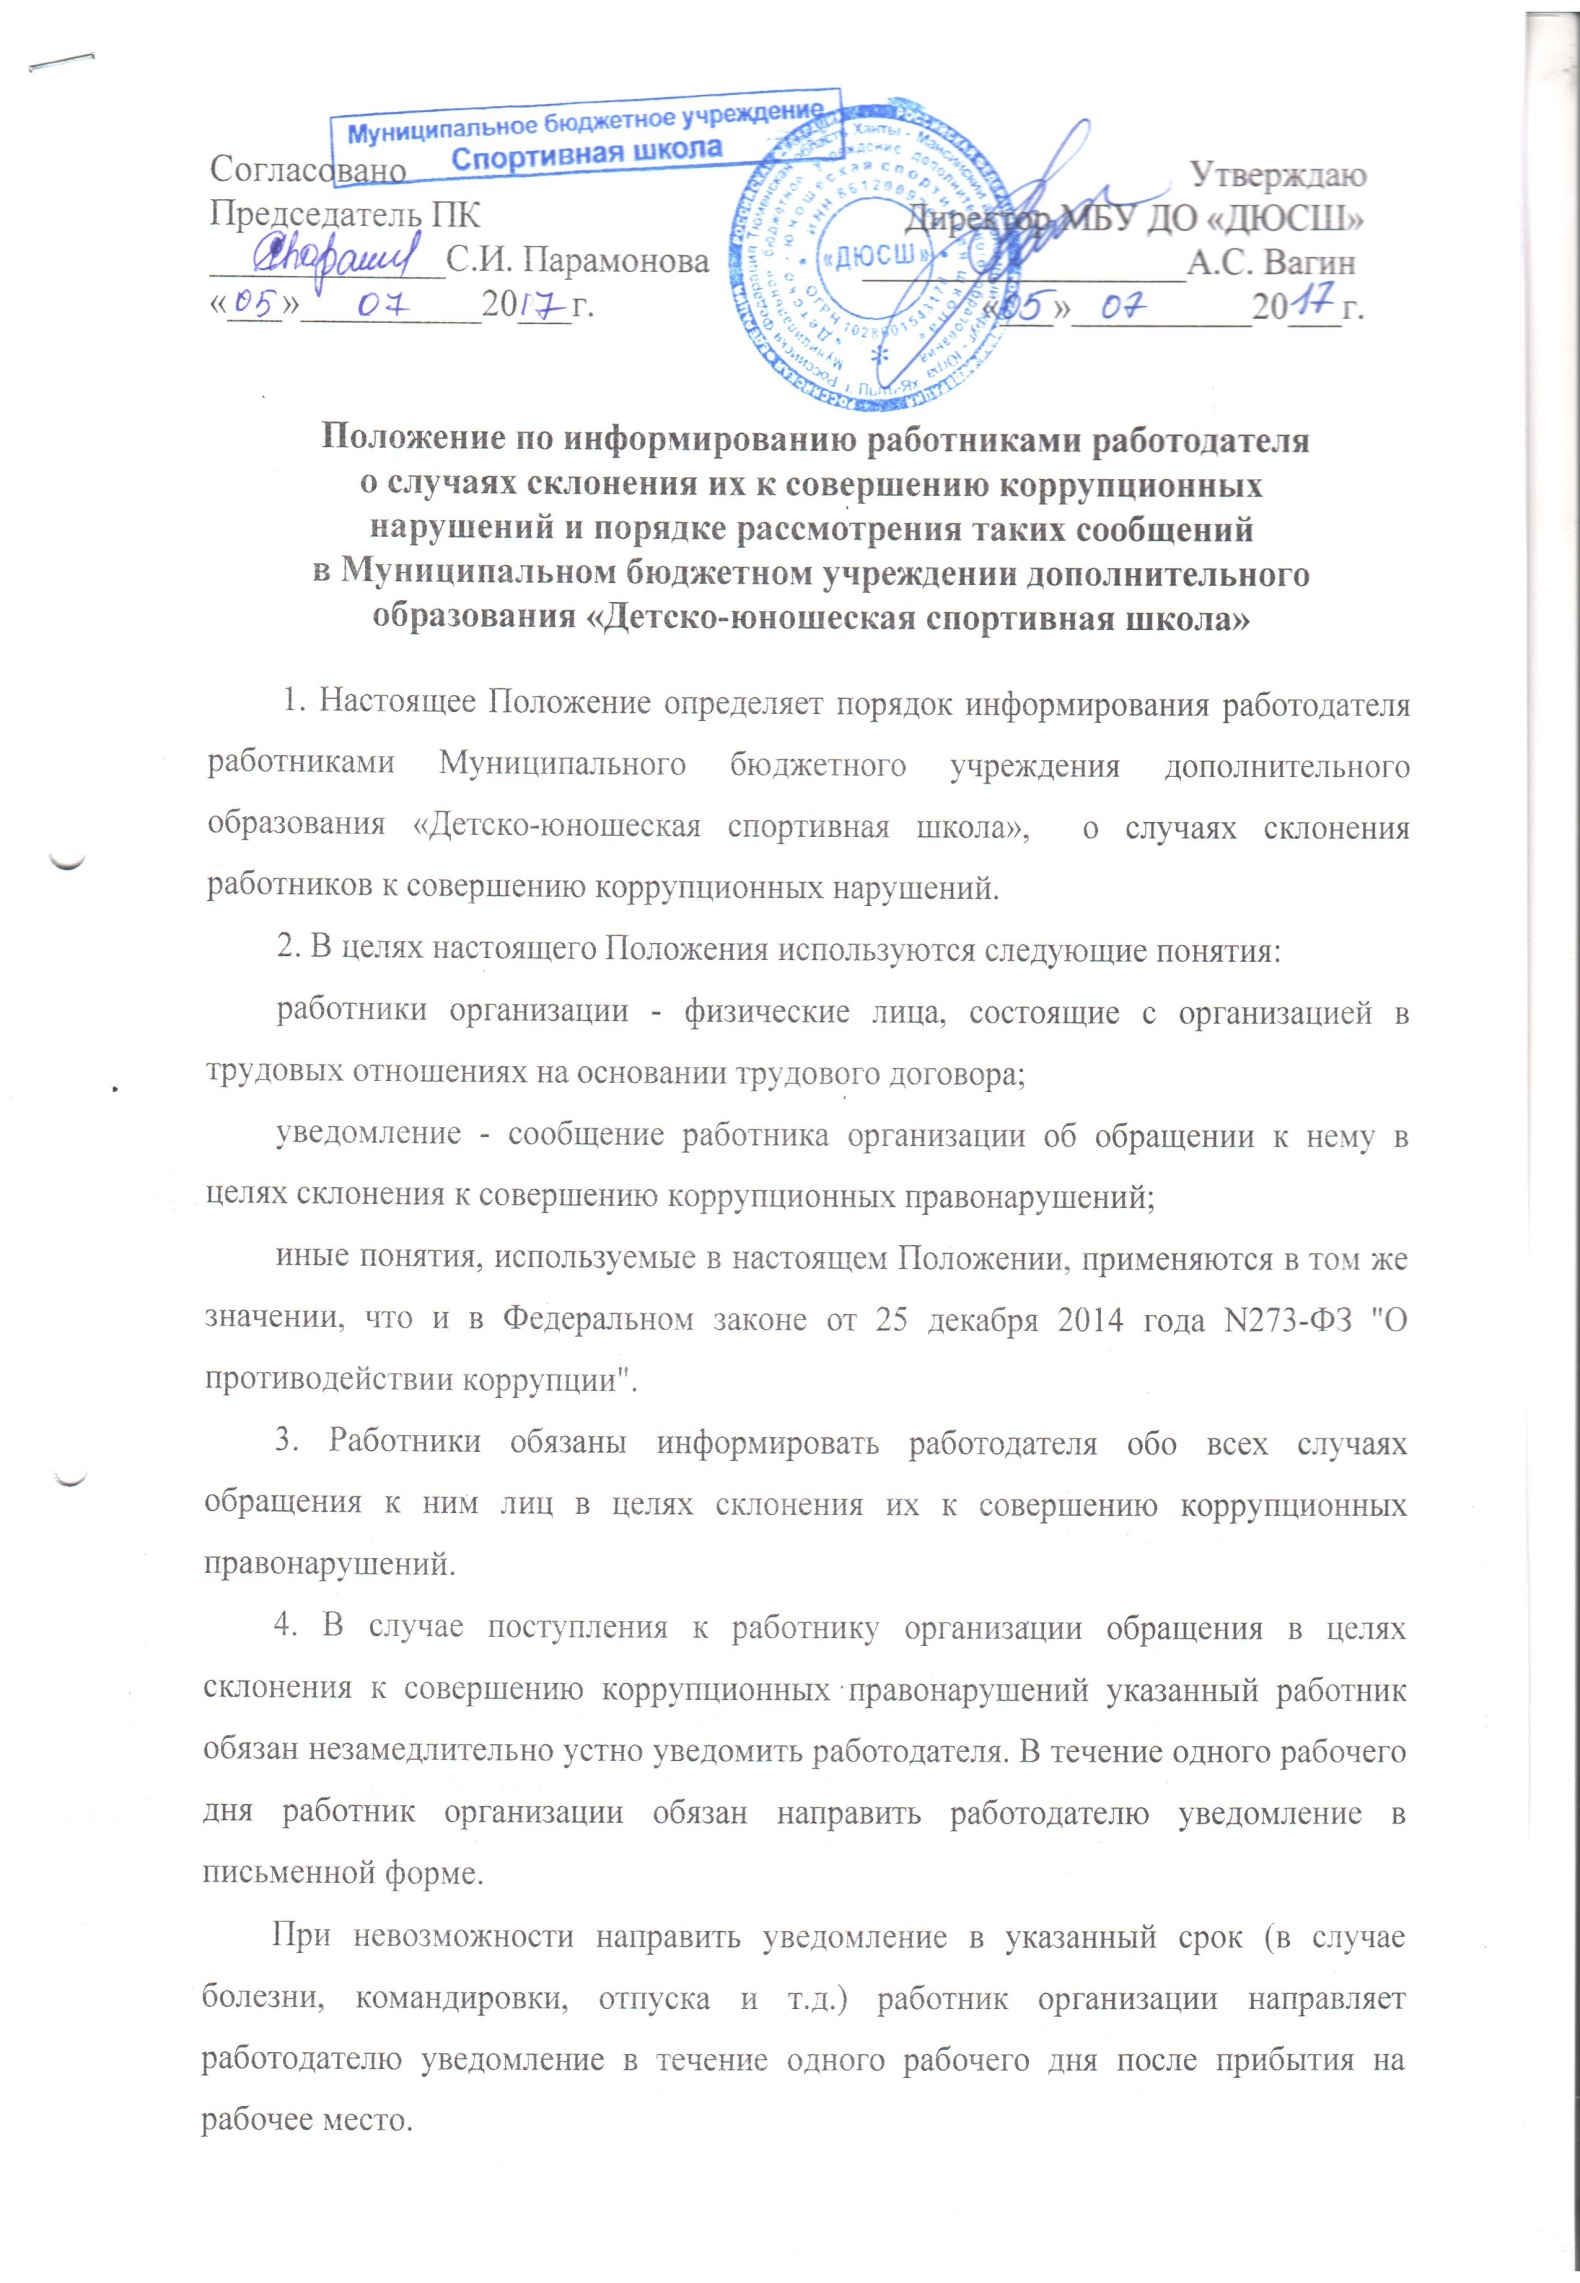 Муниципальное бюджетное учреждение
Спортивная школа
Согласовано
Председатель ПК
______________С.И. Парамонова
«05»__07__2017г.
Утверждаю
Директор МБУ ДО «ДЮСШ»
______________А.С. Вагин
«05»__07__2017г.
«ДЮСШ»
Положение по информированию работниками работодателя
о случаях склонения их к совершению коррупционных
нарушений и порядке рассмотрения таких сообщений
в Муниципальном бюджетном учреждении дополнительного
образования «Детско-юношеская спортивная школа»
1. Настоящее Положение определяет порядок информирования работодателя
работниками Муниципального бюджетного учреждения дополнительного
образования «Детско-юношеская спортивная школа», о случаях склонения
работников к совершению коррупционных нарушений.
2. В целях настоящего Положения используются следующие понятия:
работники организации - физические лица, состоящие с организацией в
трудовых отношениях на основании трудового договора;
уведомление - сообщение работника организации об обращении к нему в
целях склонения к совершению коррупционных правонарушений;
иные понятия, используемые в настоящем Положении, применяются в том же
значении, что и в Федеральном законе от 25 декабря 2014 года N273-ФЗ "О
противодействии коррупции".
3. Работники обязаны информировать работодателя обо всех случаях
обращения к ним лиц в целях склонения их к совершению коррупционных
правонарушений.
4. В случае поступления к работнику организации обращения в целях
склонения к совершению коррупционных правонарушений указанный работник
обязан незамедлительно устно уведомить работодателя. В течение одного рабочего
дня работник организации обязан направить работодателю уведомление в
письменной форме.
При невозможности направить уведомление в указанный срок (в случае
болезни, командировки, отпуска и т.д.) работник организации направляет
работодателю уведомление в течение одного рабочего дня после прибытия на
рабочее место.